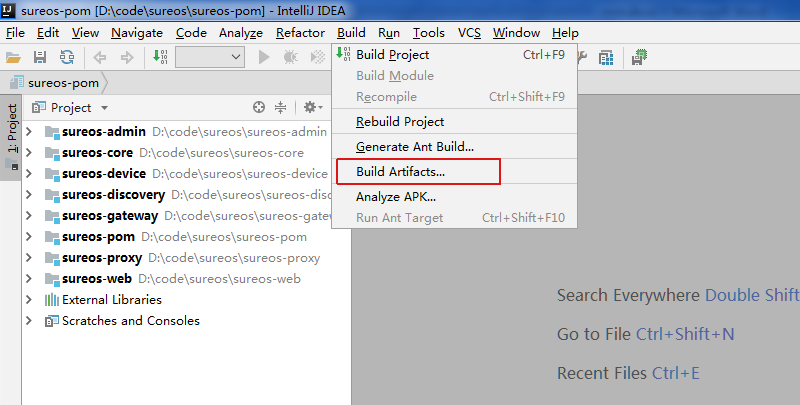 sureos-pom [D:\code\sureos\sureos-pom] - IntelliJ IDEA
File Edit View Navigate Code Analyze Refactor Build Run Tools VCS Window Help
sureos-pom
1: Project
Project
sureos-admin D:\code\sureos\sureos-admin
sureos-core D:\code\sureos\sureos-core
sureos-device D:\code\sureos\sureos-device
sureos-discovery D:\code\sureos\sureos-disc
sureos-gateway D:\code\sureos\sureos-gatew
sureos-pom D:\code\sureos\sureos-pom
sureos-proxy D:\code\sureos\sureos-proxy
sureos-web D:\code\sureos\sureos-web
External Libraries
Scratches and Consoles
Build Project Ctrl+F9
Build Module
Recompile Ctrl+Shift+F9
Rebuild Project
Generate Ant Build...
Build Artifacts...
Analyze APK...
Run Ant Target Ctrl+Shift+F10
Search Everywhere Double Shift
Go to File Ctrl+Shift+N
Recent Files Ctrl+E